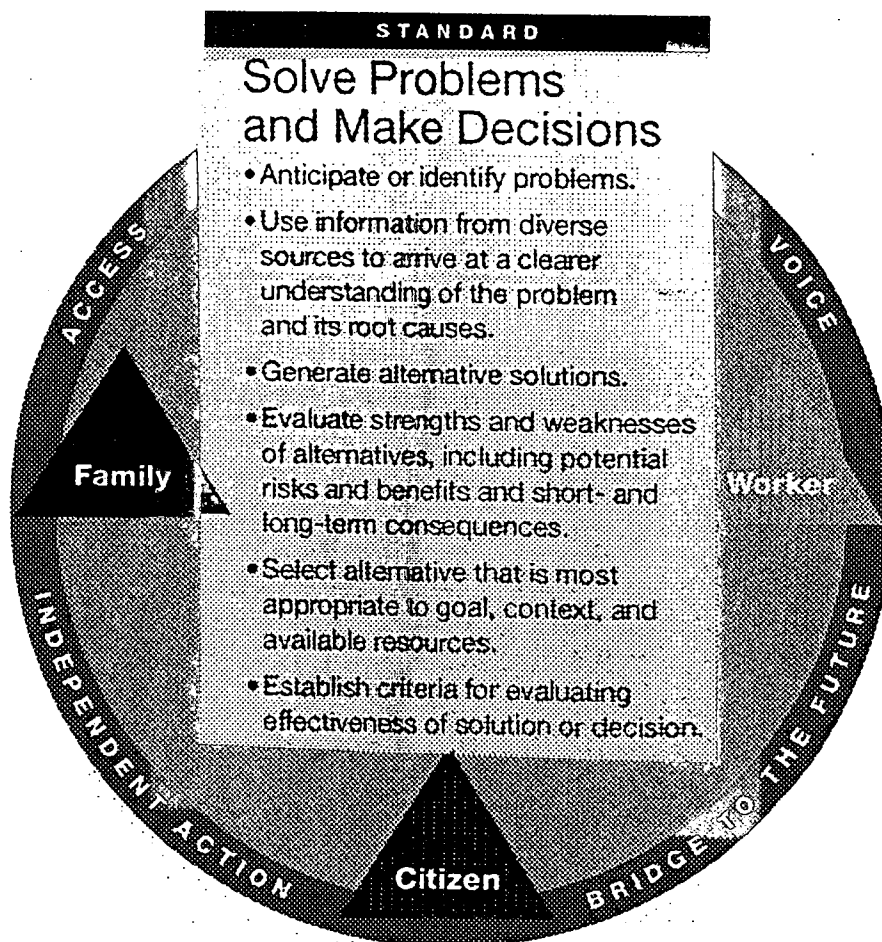 STANDARD
Solve Problems
and Make Decisions
• Anticipate or identify problems.
• Use information from diverse
sources to arrive at a clearer
understanding of the problem
and its root causes.
• Generate alternative solutions.
• Evaluate strengths and weaknesses
of alternatives, including potential
risks and benefits and short- and
long-term consequences.
• Select alternative that is most
appropriate to goal, context, and
available resources.
• Establish criteria for evaluating
effectiveness of solution or decision.
ACCESS
VOICE
Family
Worker
INDEPENDENT ACTION
BRIDGE TO THE FUTURE
Citizen